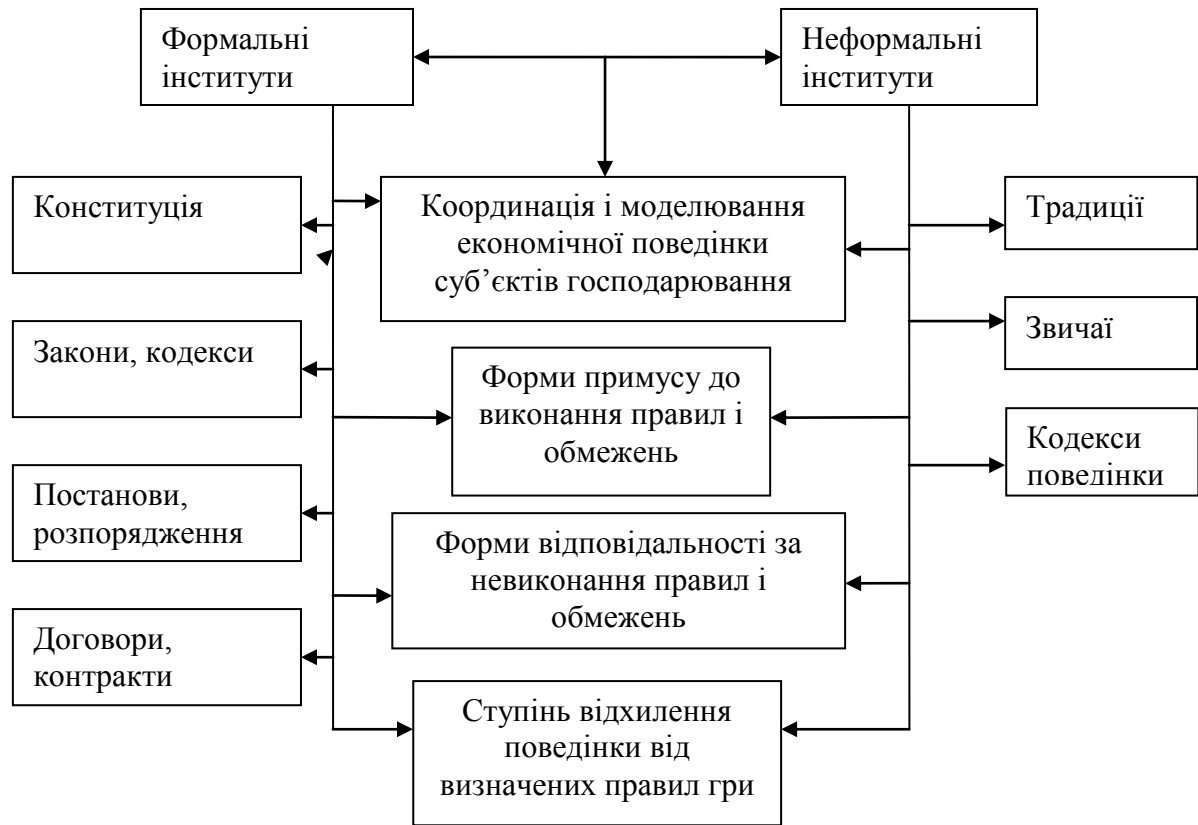 Формальні
інститути
Неформальні
інститути
Конституція
Координація і моделювання
економічної поведінки
суб’єктів господарювання
Традиції
Закони, кодекси
Звичаї
Форми примусу до
виконання правил і
обмежень
Кодекси
поведінки
Постанови,
розпорядження
Форми відповідальності за
невиконання правил і
обмежень
Договори,
контракти
Ступінь відхилення
поведінки від
визначених правил гри